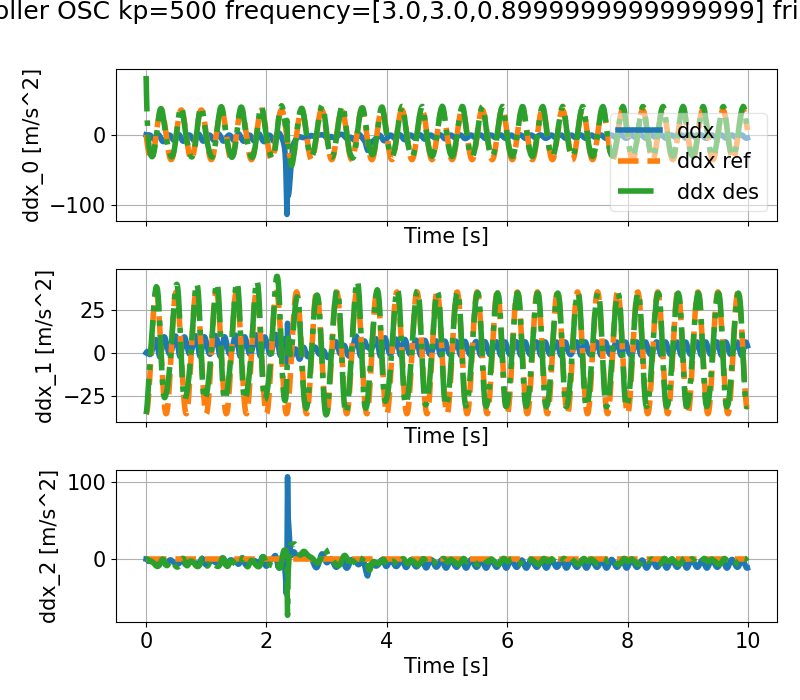 oller OSC kp=500 frequency=[3.0,3.0,0.8999999999999999] fri
ddx_0 [m/s^2]
0
−100
ddx
ddx ref
ddx des
Time [s]
ddx_1 [m/s^2]
25
0
−25
Time [s]
ddx_2 [m/s^2]
100
0
0 2 4 6 8 10
Time [s]